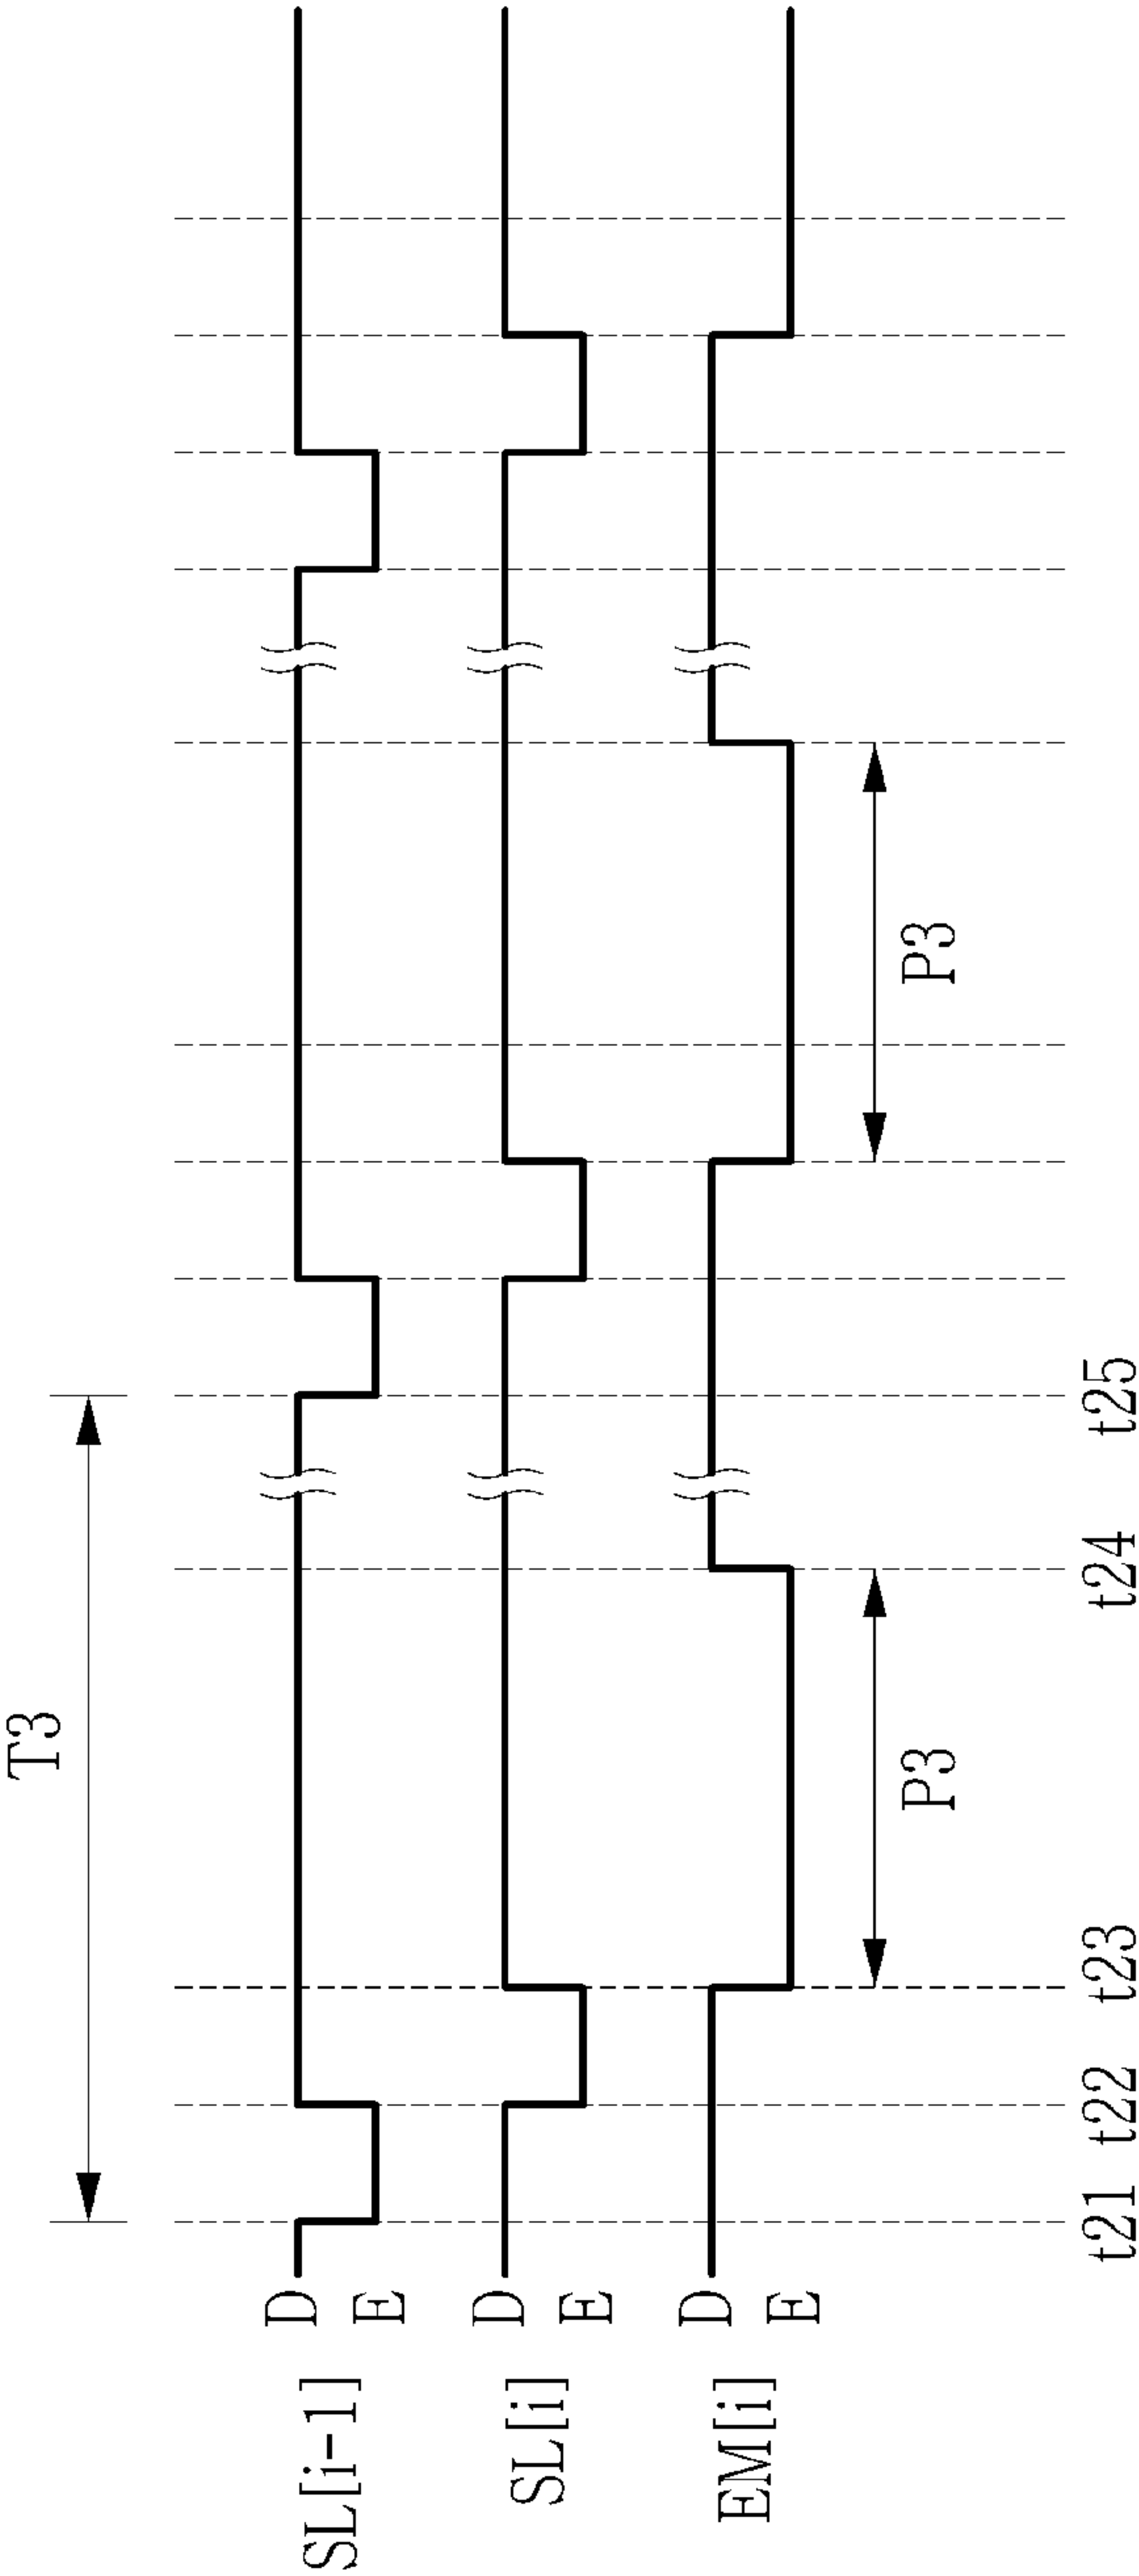 T3
SL[i-1] D
E
SL[i] D
E
EM[i] D
E
P3 P3
t21 t22 t23 t24 t25